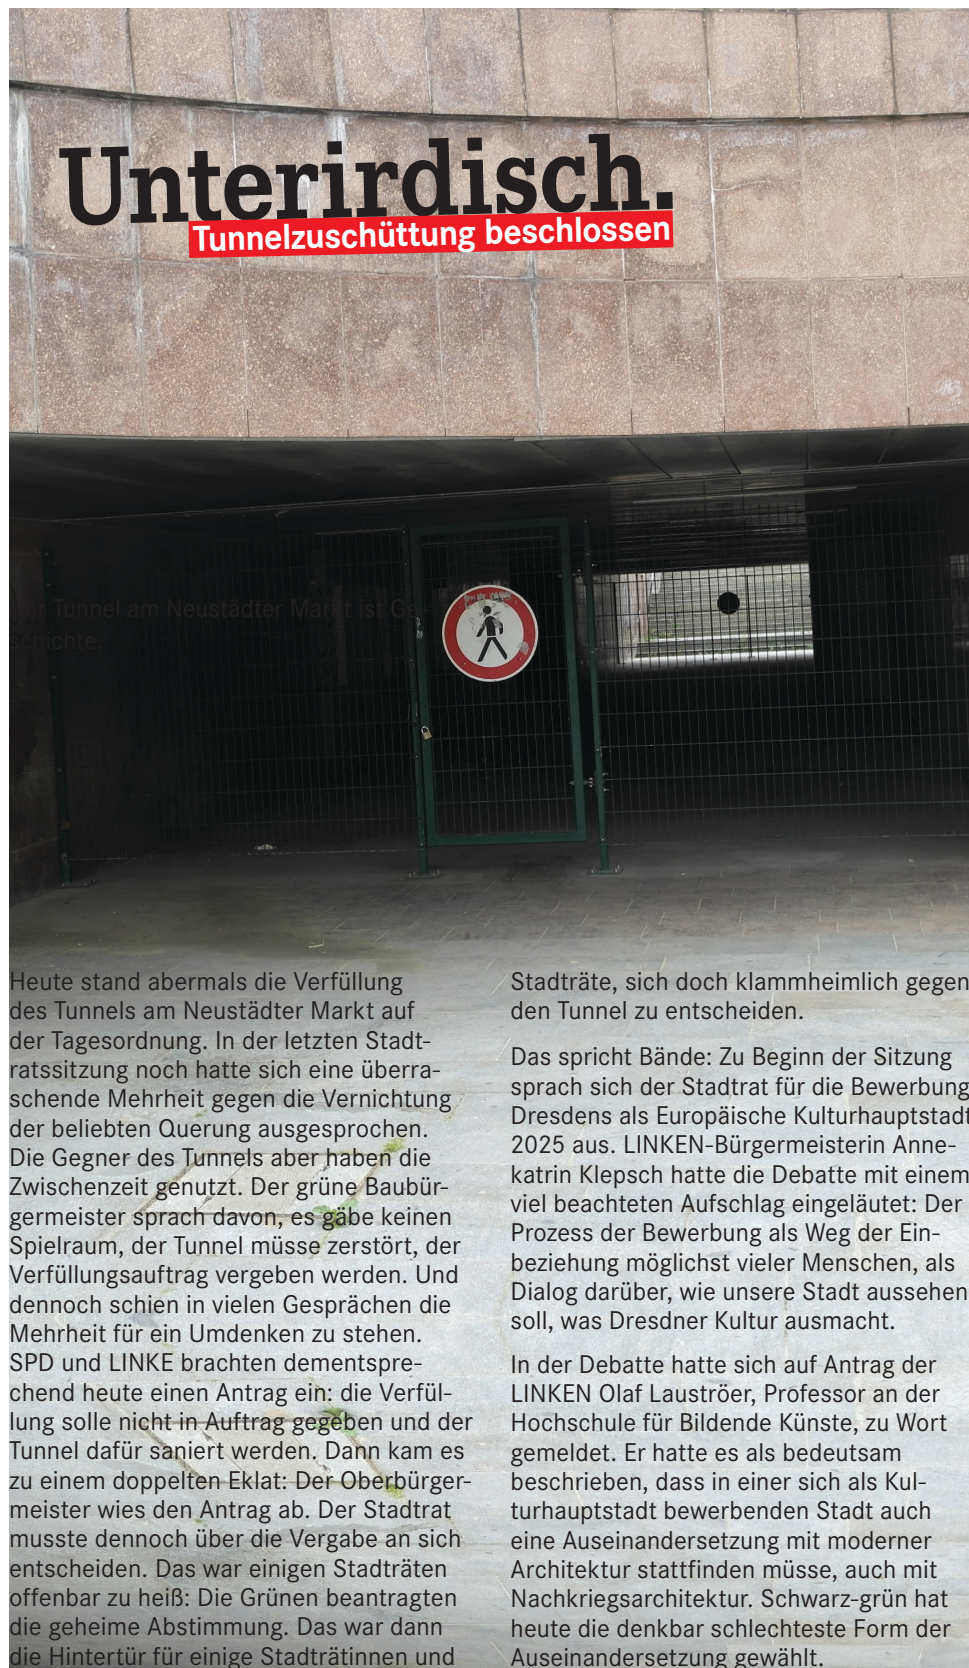 Unterirdisch.
Tunnelzuschüttung beschlossen
er Tunnel am Neustädter Markt ist Ge-
schichte.
Heute stand abermals die Verfüllung
des Tunnels am Neustädter Markt auf
der Tagesordnung. In der letzten Stadt-
ratssitzung noch hatte sich eine überra-
schende Mehrheit gegen die Vernichtung
der beliebten Querung ausgesprochen.
Die Gegner des Tunnels aber haben die
Zwischenzeit genutzt. Der grüne Baubür-
germeister sprach davon, es gäbe keinen
Spielraum, der Tunnel müsse zerstört, der
Verfüllungsauftrag vergeben werden. Und
dennoch schien in vielen Gesprächen die
Mehrheit für ein Umdenken zu stehen.
SPD und LINKE brachten dementspre-
chend heute einen Antrag ein: die Verfül-
lung solle nicht in Auftrag gegeben und der
Tunnel dafür saniert werden. Dann kam es
zu einem doppelten Eklat: Der Oberbürger-
meister wies den Antrag ab. Der Stadtrat
musste dennoch über die Vergabe an sich
entscheiden. Das war einigen Stadträten
offenbar zu heiß: Die Grünen beantragten
die geheime Abstimmung. Das war dann
die Hintertür für einige Stadträtinnen und
Stadträte, sich doch klammheimlich gegen
den Tunnel zu entscheiden.
Das spricht Bände: Zu Beginn der Sitzung
sprach sich der Stadtrat für die Bewerbung
Dresdens als Europäische Kulturhauptstadt
2025 aus. LINKEN-Bürgermeisterin Anne-
katrin Klepsch hatte die Debatte mit einem
viel beachteten Aufschlag eingeläutet: Der
Prozess der Bewerbung als Weg der Ein-
beziehung möglichst vieler Menschen, als
Dialog darüber, wie unsere Stadt aussehen
soll, was Dresdner Kultur ausmacht.
In der Debatte hatte sich auf Antrag der
LINKEN Olaf Lauströer, Professor an der
Hochschule für Bildende Künste, zu Wort
gemeldet. Er hatte es als bedeutsam
beschrieben, dass in einer sich als Kul-
turhauptstadt bewerbenden Stadt auch
eine Auseinandersetzung mit moderner
Architektur stattfinden müsse, auch mit
Nachkriegsarchitektur. Schwarz-grün hat
heute die denkbar schlechteste Form der
Auseinandersetzung gewählt.